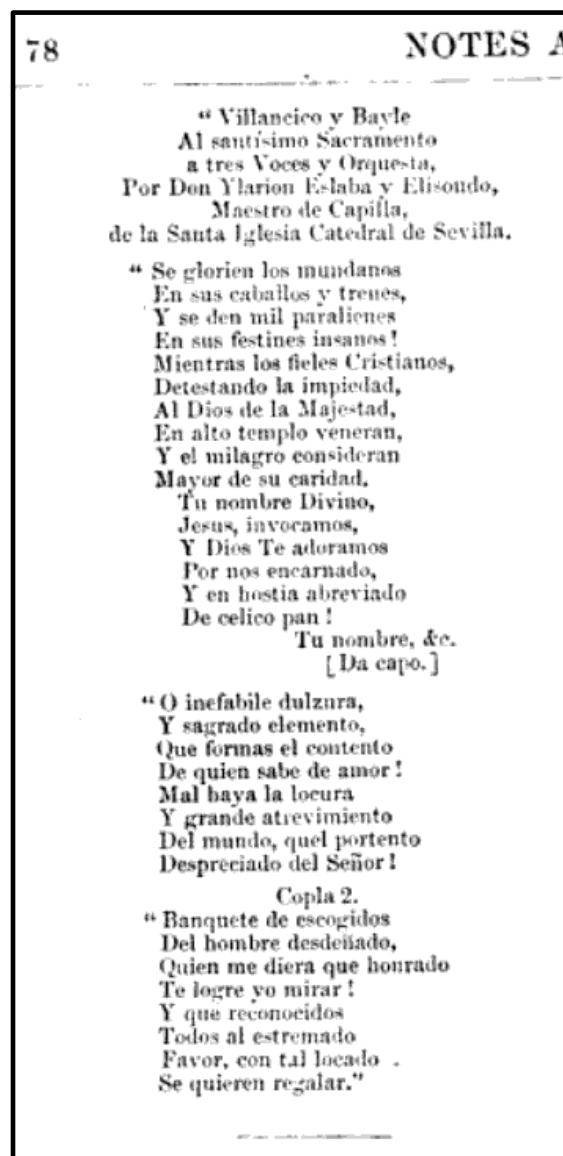 78
NOTES A
“ Villancico y Bayle
Al santísimo Sacramento
a tres Voces y Orquesta,
Por Don Ylarion Eslaba y Elisondo,
Maestro de Capilla,
de la Santa Iglesia Catedral de Sevilla.
“ Se glorien los mundanos
En sus caballos y trenes,
Y se den mil paralienes
En sus festines insanos!
Mientras los fieles Cristianos,
Detestando la impiedad,
Al Dios de la Majestad,
En alto templo veneran,
Y el milagro consideran
Mayor de su caridad.
Tu nombre Divino,
Jesus, invocamos,
Y Dios Te adoramos
Por nos encarnado,
Y en hostia abreviado
De celico pan!
Tu nombre, &c.
[Da capo.]
“ O inefabile dulzura,
Y sagrado elemento,
Que formas el contento
De quien sabe de amor!
Mal haya la locura
Y grande atrevimiento
Del mundo, quel portento
Despreciado del Señor!
Copla 2.
“ Banquete de escogidos
Del hombre desdeñado,
Quien me diera que honrado
Te logre yo mirar!
Y que reconocidos
Todos al estremado
Favor, con tal locado
Se quieren regalar.”